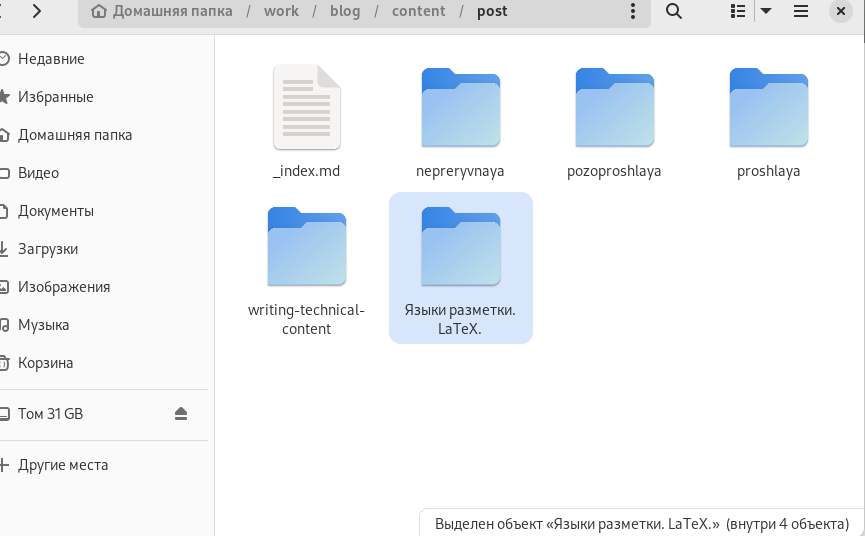 Домашняя папка / work / blog / content / post
Недавние
Избранные
Домашняя папка
Видео
Документы
Загрузки
Изображения
Музыка
Корзина
Том 31 GB
Другие места
_index.md
nepreryvnaya
pozoproshlaya
proshlaya
writing-technical-
content
Языки разметки.
LaTeX.
Выделен объект «Языки разметки. LaTeX.» (внутри 4 объекта)